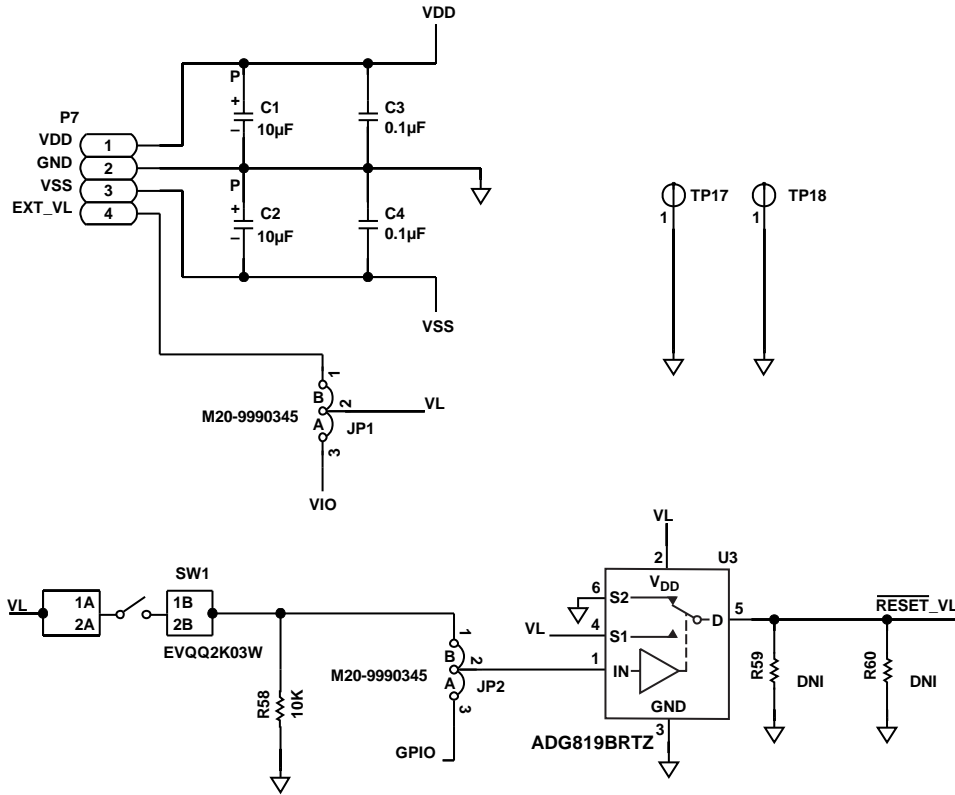 VDD
P
+
C1
10µF
–
C3
0.1µF
P7
VDD
1
GND
2
VSS
3
EXT_VL
4
P
+
C2
10µF
–
C4
0.1µF
VSS
TP17
1
TP18
1
1
B
2
VL
M20-9990345
A
JP1
3
VIO
VL
1A
2A
SW1
1B
2B
EVQQ2K03W
R58
10K
1
B
2
M20-9990345
A
JP2
3
GPIO
VL
2
U3
VDD
6
S2
D
5
VL
4
S1
1
IN
GND
3
ADG819BRTZ
RESET_VL
R59
DNI
R60
DNI